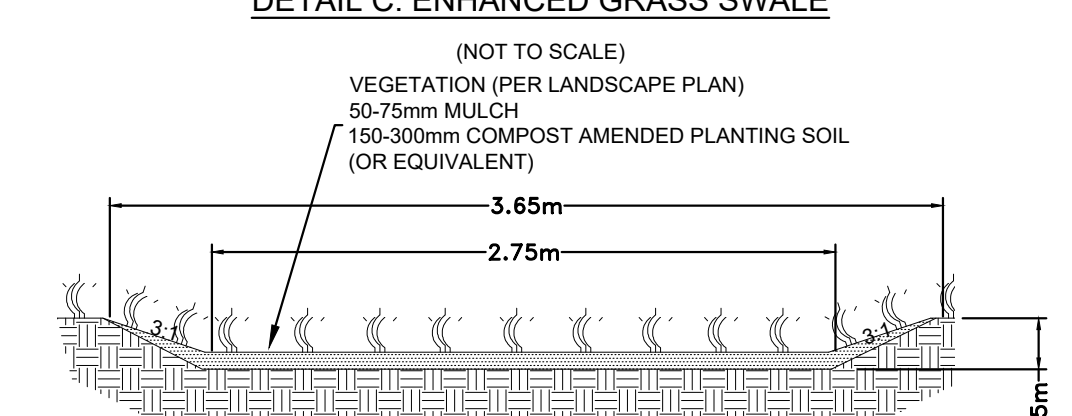 DETAIL C: ENHANCED GRASS SWALE
(NOT TO SCALE)
VEGETATION (PER LANDSCAPE PLAN)
50-75mm MULCH
150-300mm COMPOST AMENDED PLANTING SOIL
(OR EQUIVALENT)
3.65m
2.75m
3:1
3:1